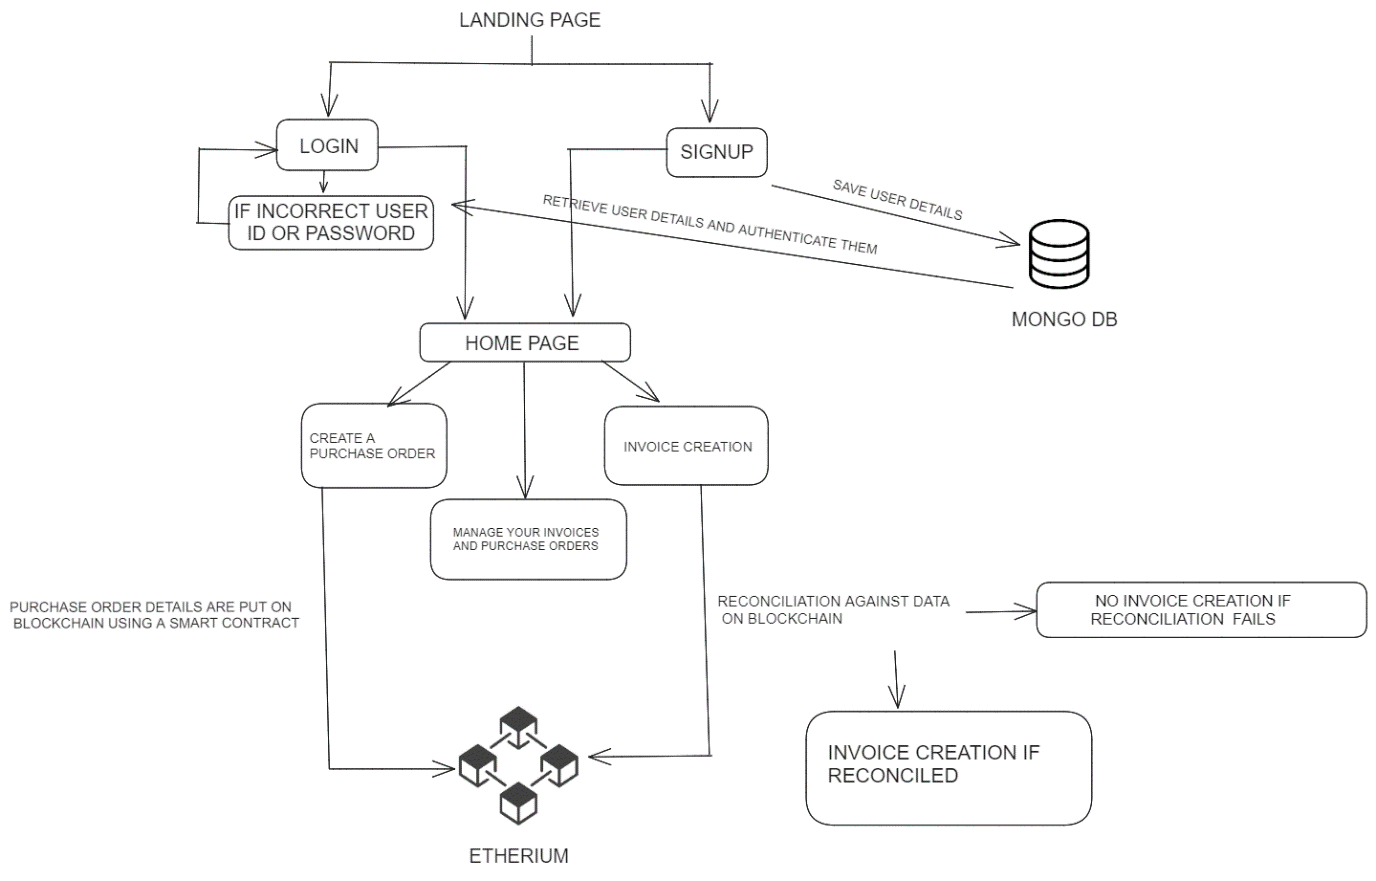 LANDING PAGE
LOGIN
SIGNUP
IF INCORRECT USER
ID OR PASSWORD
SAVE USER DETAILS
RETRIEVE USER DETAILS AND AUTHENTICATE THEM
MONGO DB
HOME PAGE
CREATE A
PURCHASE ORDER
INVOICE CREATION
MANAGE YOUR INVOICES
AND PURCHASE ORDERS
PURCHASE ORDER DETAILS ARE PUT ON
BLOCKCHAIN USING A SMART CONTRACT
RECONCILIATION AGAINST DATA
ON BLOCKCHAIN
NO INVOICE CREATION IF
RECONCILIATION FAILS
INVOICE CREATION IF
RECONCILED
ETHERIUM